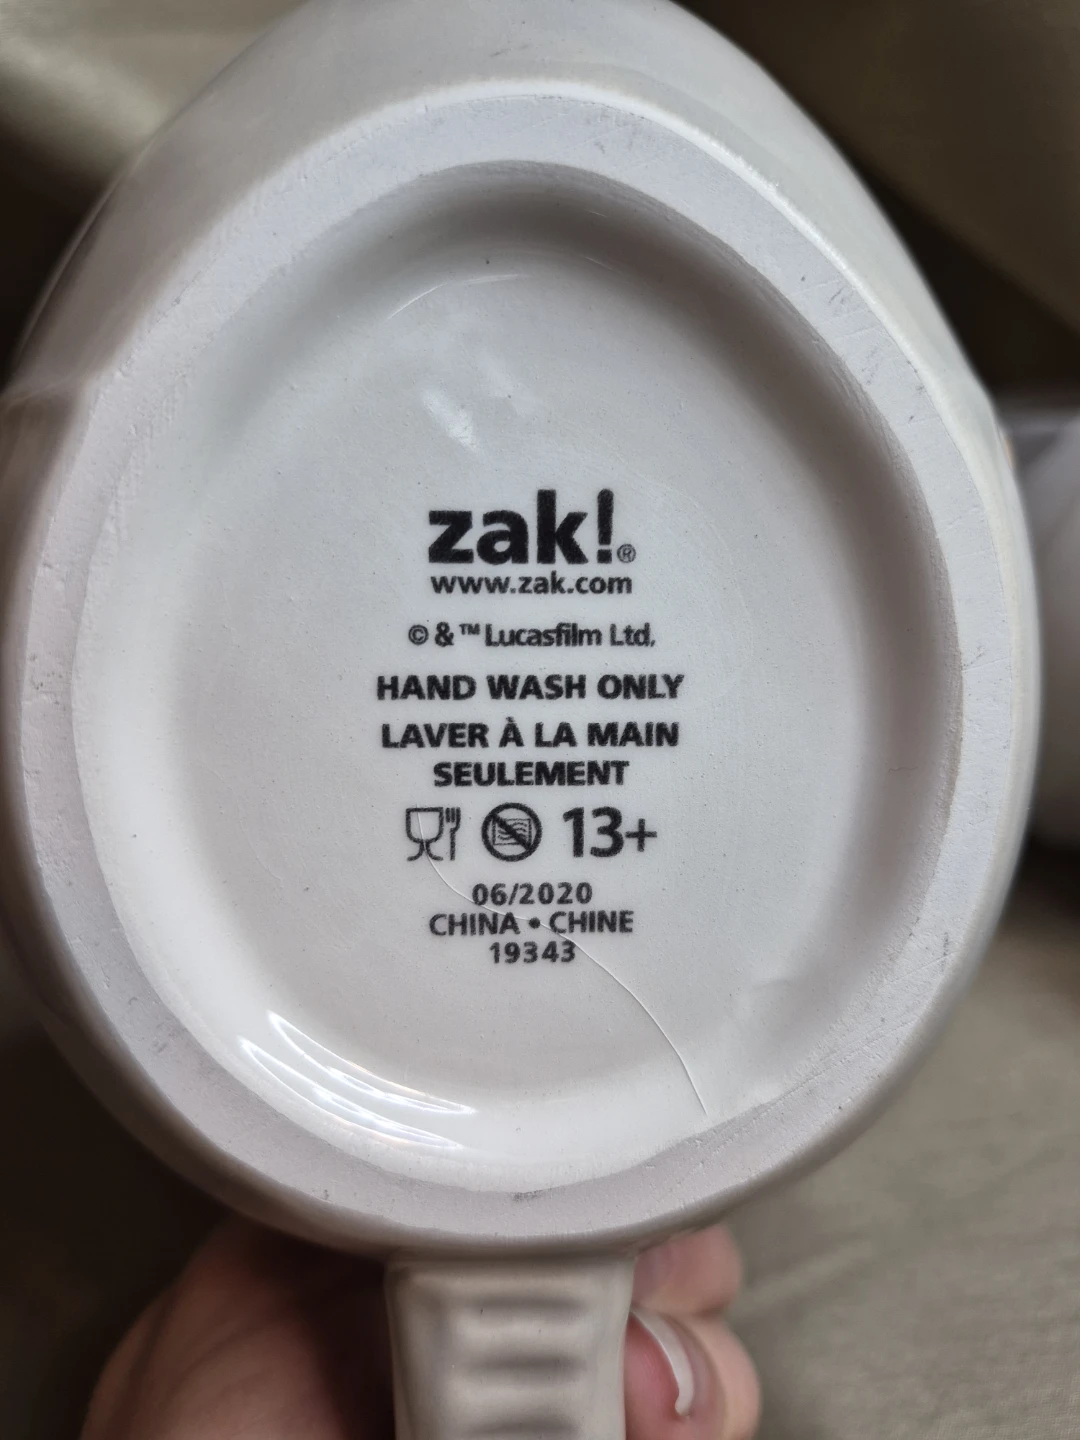 zak!®
www.zak.com
© & ™ Lucasfilm Ltd.
HAND WASH ONLY
LAVER À LA MAIN
SEULEMENT
13+
06/2020
CHINA • CHINE
19343